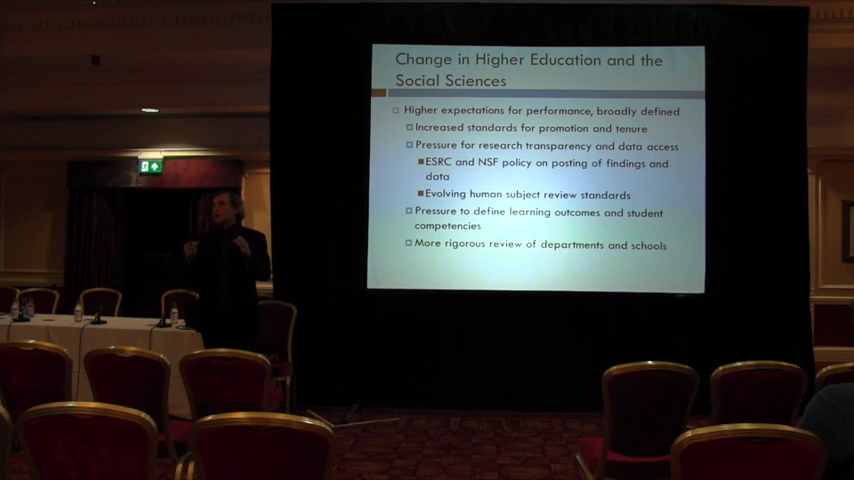 Change in Higher Education and the
Social Sciences
Higher expectations for performance, broadly defined
Increased standards for promotion and tenure
Pressure for research transparency and data access
ESRC and NSF policy on posting of findings and
data
Evolving human subject review standards
Pressure to define learning outcomes and student
competencies
More rigorous review of departments and schools